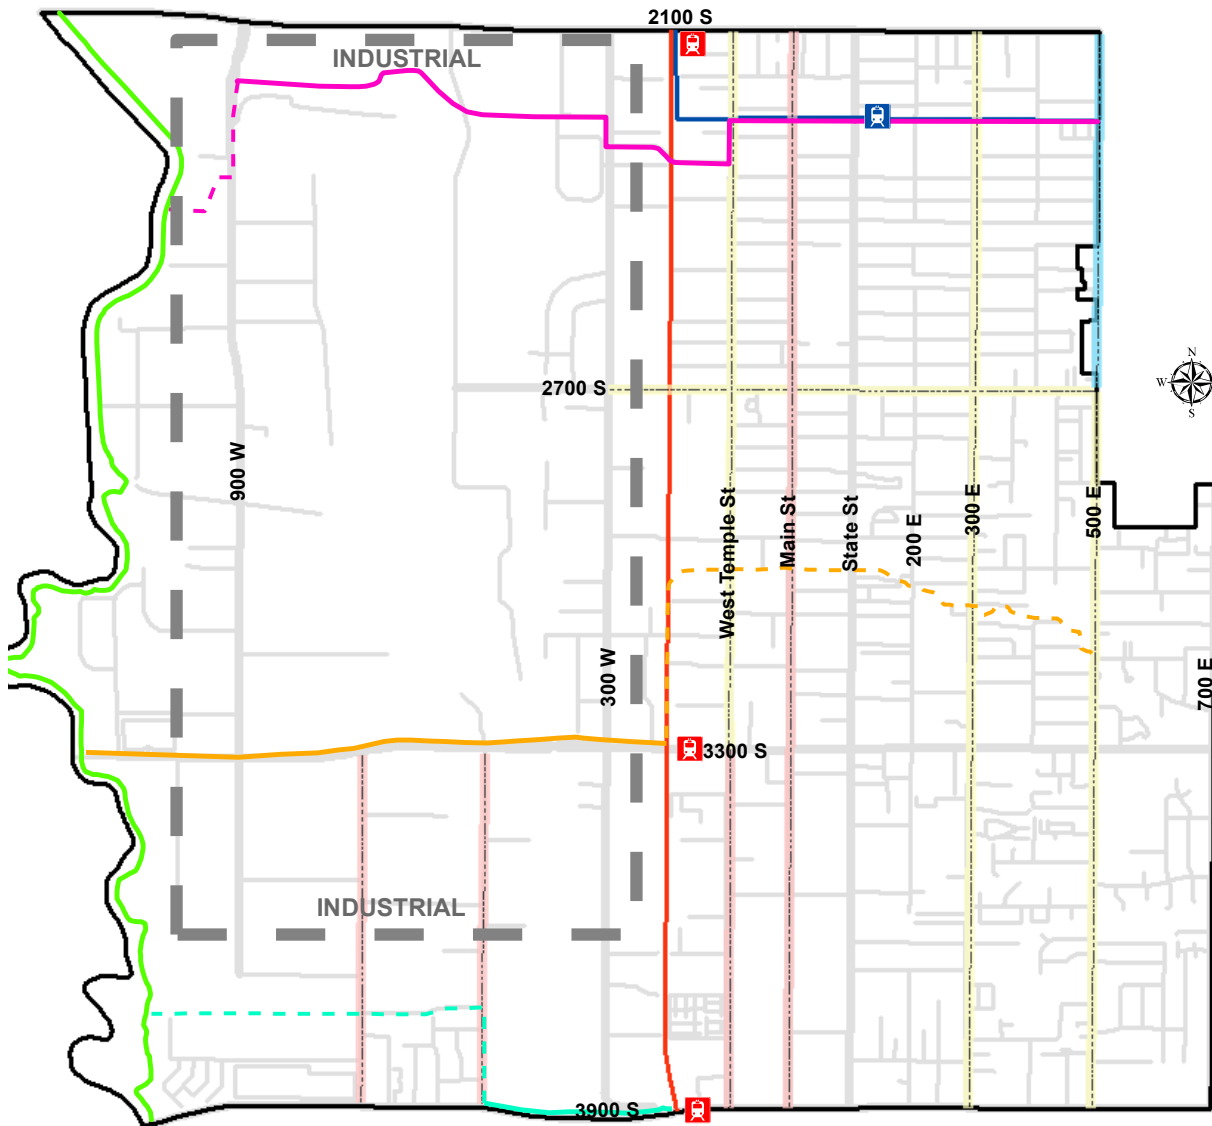 2100 S
INDUSTRIAL
N
W
S
2700 S
900 W
West Temple St
Main St
State St
200 E
300 E
500 E
300 W
700 E
3300 S
INDUSTRIAL
3900 S